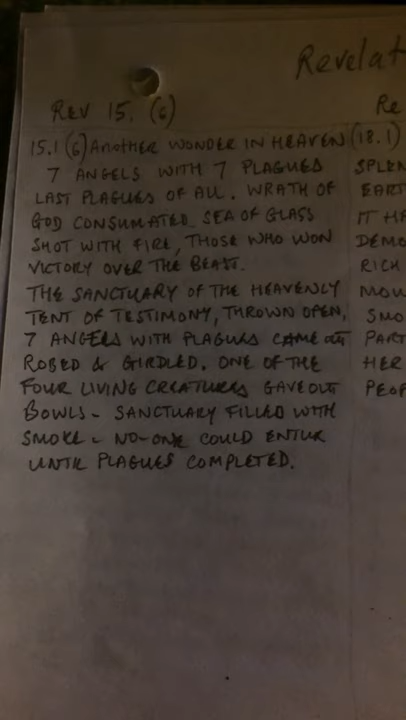 Revelat
REV 15. (6)
15.1 (6) ANOTHER WONDER IN HEAVEN
7 ANGELS WITH 7 PLAGUES
LAST PLAGUES OF ALL. WRATH OF
GOD CONSUMATED. SEA OF GLASS
SHOT WITH FIRE, THOSE WHO WON
VICTORY OVER THE BEAST.
THE SANCTUARY OF THE HEAVENLY
TENT OF TESTIMONY, THROWN OPEN,
7 ANGELS WITH PLAGUES CAME OUT
ROBED & GIRDLED. ONE OF THE
FOUR LIVING CREATURES GAVE OUT
BOWLS - SANCTUARY FILLED WITH
SMOKE - NO-ONE COULD ENTER
UNTIL PLAGUES COMPLETED.
Re
(18.1)
SPLEN
EART
IT HA
DEMO
RICH
MOU
SMO
PART
HER
PEOP